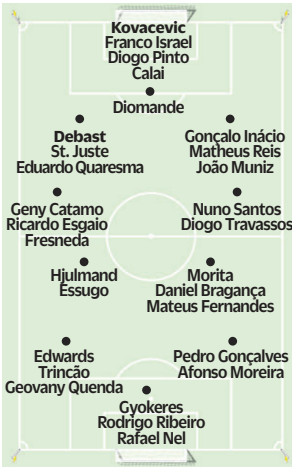 Kovacevic
Franco Israel
Diogo Pinto
Calai
Diomande
Debast
St. Juste
Eduardo Quaresma
Gonçalo Inácio
Matheus Reis
João Muniz
Geny Catamo
Ricardo Esgaio
Fresneda
Nuno Santos
Diogo Travassos
Hjulmand
Essugo
Morita
Daniel Bragança
Mateus Fernandes
Edwards
Trincão
Geovany Quenda
Pedro Gonçalves
Afonso Moreira
Gyokeres
Rodrigo Ribeiro
Rafael Nel